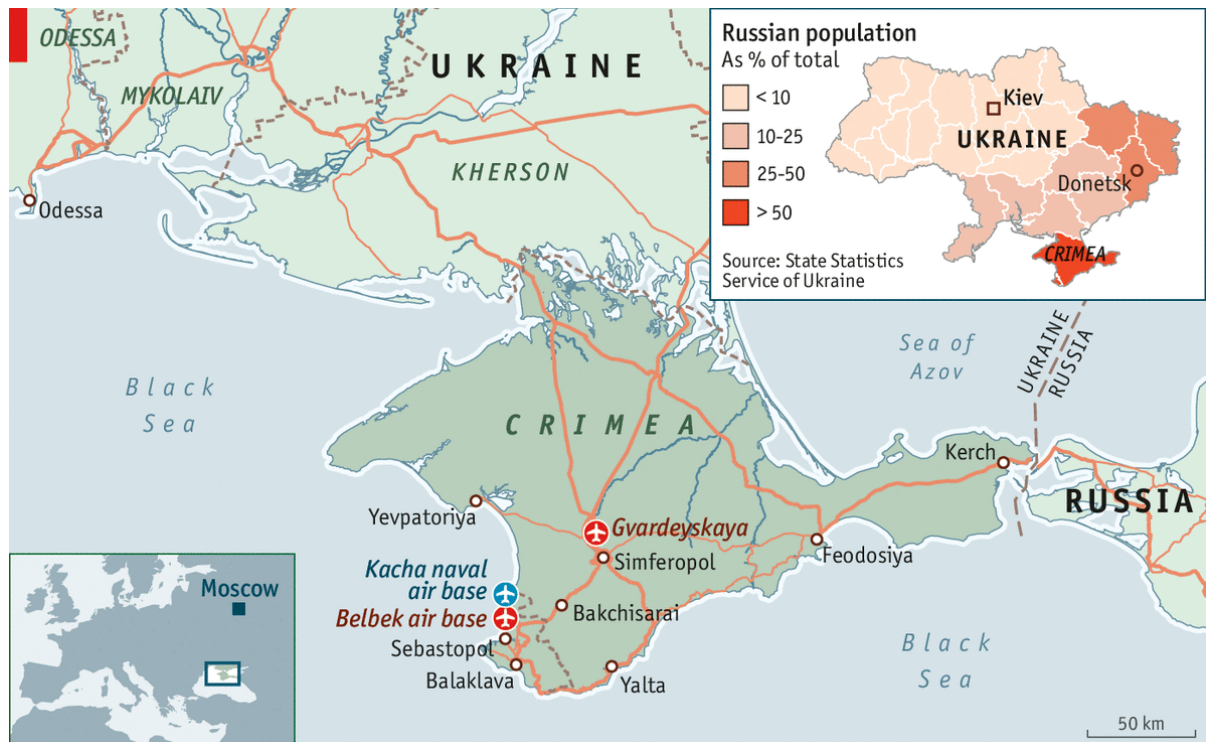 ODESSA
MYKOLAIV
UKRAINE
KHERSON
Odessa
Russian population
As % of total
< 10
10-25
25-50
> 50
Source: State Statistics
Service of Ukraine
Kiev
UKRAINE
Donetsk
CRIMEA
Black
Sea
Sea of
Azov
UKRAINE
RUSSIA
CRIMEA
Kerch
RUSSIA
Yevpatoriya
Gvardeyskaya
Simferopol
Feodosiya
Kacha naval
air base
Belbek air base
Bakchisarai
Sebastopol
Balaklava
Yalta
Black
Sea
Moscow
50 km